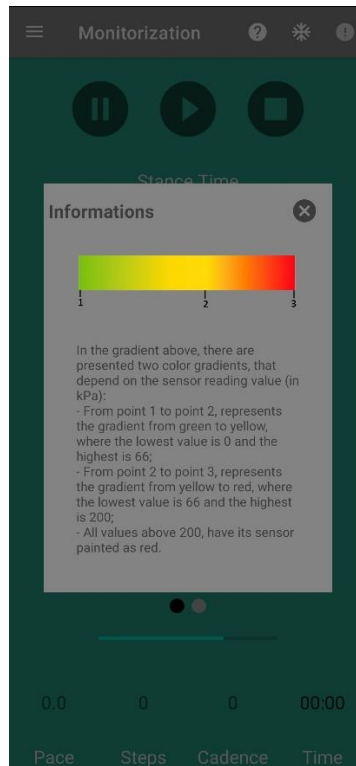 Monitorization
Stance Time
Informations
1 2 3
In the gradient above, there are
presented two color gradients, that
depend on the sensor reading value (in
kPa):
- From point 1 to point 2, represents
the gradient from green to yellow,
where the lowest value is 0 and the
highest is 66;
- From point 2 to point 3, represents
the gradient from yellow to red, where
the lowest value is 66 and the highest
is 200;
- All values above 200, have its sensor
painted as red.
0.0 0 0 00:00
Pace Steps Cadence Time